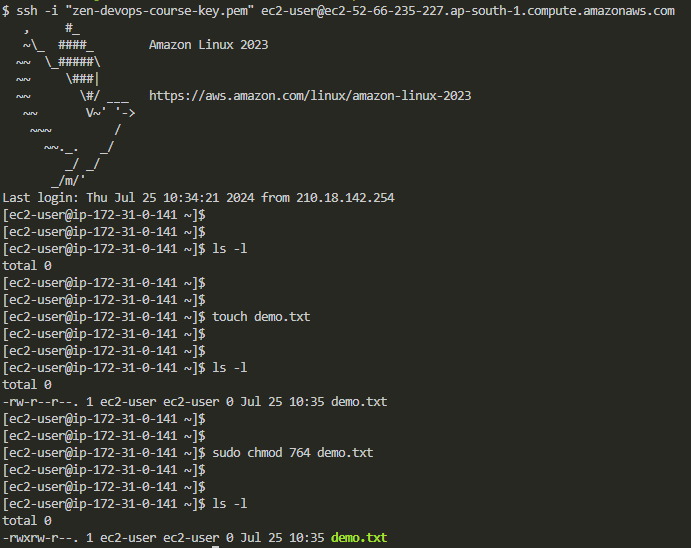 $ ssh -i "zen-devops-course-key.pem" ec2-user@ec2-52-66-235-227.ap-south-1.compute.amazonaws.com
   ,     #_
   ~\_  ####_        Amazon Linux 2023
  ~~  \_#####\
  ~~     \###|
  ~~       \#/ ___   https://aws.amazon.com/linux/amazon-linux-2023
   ~~       V~' '->
    ~~~         /
      ~~._.   _/
         _/ _/
       _/m/'
Last login: Thu Jul 25 10:34:21 2024 from 210.18.142.254
[ec2-user@ip-172-31-0-141 ~]$
[ec2-user@ip-172-31-0-141 ~]$
[ec2-user@ip-172-31-0-141 ~]$ ls -l
total 0
[ec2-user@ip-172-31-0-141 ~]$
[ec2-user@ip-172-31-0-141 ~]$
[ec2-user@ip-172-31-0-141 ~]$ touch demo.txt
[ec2-user@ip-172-31-0-141 ~]$
[ec2-user@ip-172-31-0-141 ~]$
[ec2-user@ip-172-31-0-141 ~]$ ls -l
total 0
-rw-r--r--. 1 ec2-user ec2-user 0 Jul 25 10:35 demo.txt
[ec2-user@ip-172-31-0-141 ~]$
[ec2-user@ip-172-31-0-141 ~]$
[ec2-user@ip-172-31-0-141 ~]$ sudo chmod 764 demo.txt
[ec2-user@ip-172-31-0-141 ~]$
[ec2-user@ip-172-31-0-141 ~]$
[ec2-user@ip-172-31-0-141 ~]$ ls -l
total 0
-rwxrw-r--. 1 ec2-user ec2-user 0 Jul 25 10:35 demo.txt